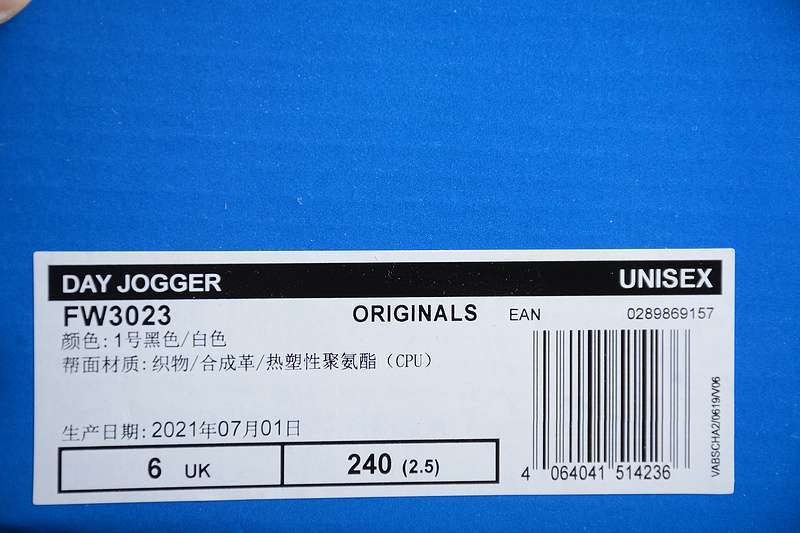 DAY JOGGER UNISEX
FW3023 ORIGINALS EAN 0289869157
颜色:1号黑色/白色
帮面材质:织物/合成革/热塑性聚氨酯(CPU)
生产日期:2021年07月01日
6 UK 240 (2.5)
4 064041 514236
VABSCHA2/0619/V06